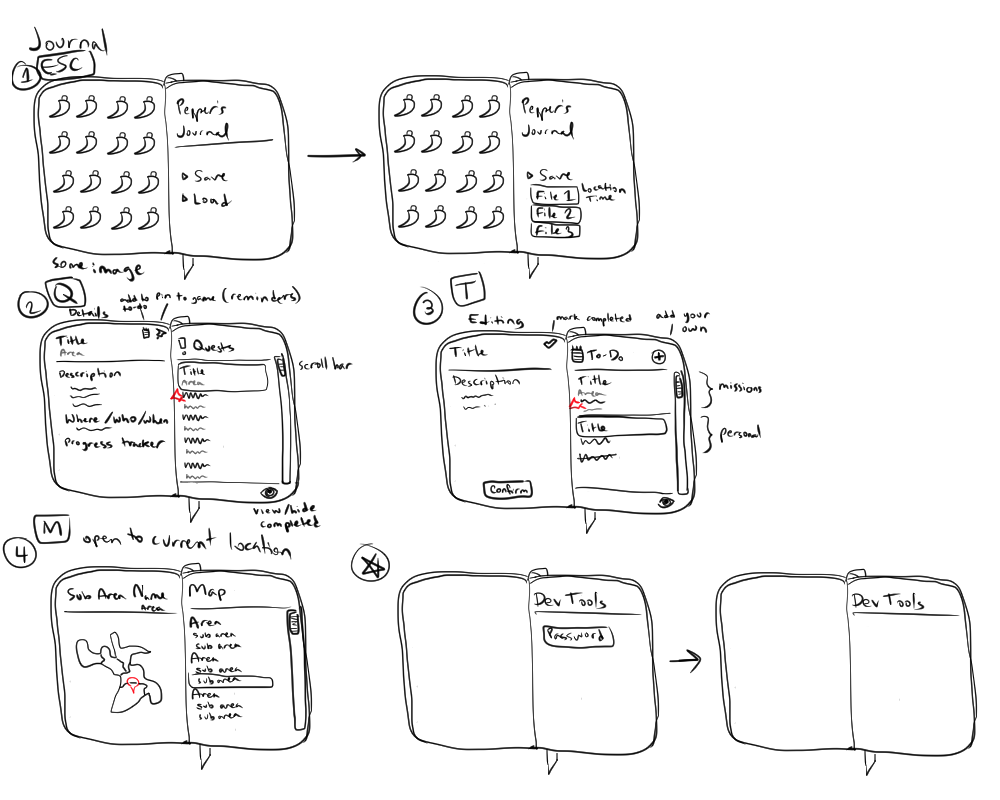 Journal
1 ESC
Pepper's
Journal
▷ Save
▷ Load
some image
Pepper's
Journal
▷ Save
File 1
Location
Time
File 2
File 3
2 Q
Details
add to
to-do
Pin to game (reminders)
Title
Area
Description
Where/who/when
Progress tracker
! Quests
Title
Area
scroll bar
view/hide
completed
3 T
Editing
mark completed
add your
own
Title
Description
Confirm
To-Do
+
Title
Area
missions
Title
personal
4 M open to current location
Sub Area Name
Area
Map
Area
sub area
sub area
Area
sub area
sub area
Area
sub area
sub area
Dev Tools
Password
Dev Tools